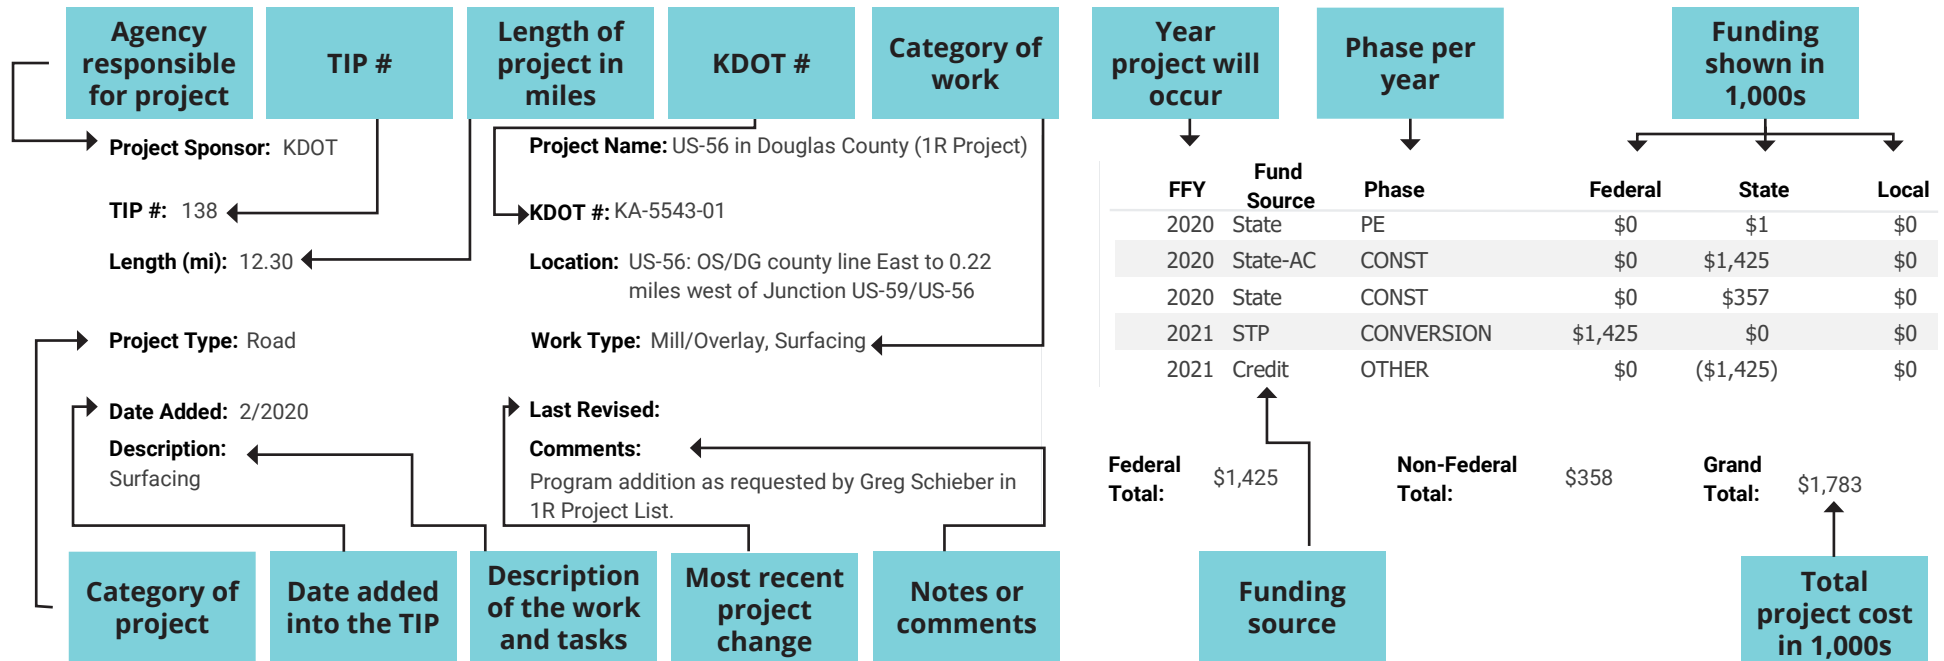 Agency
responsible
for project
TIP #
Length of
project in
miles
KDOT #
Category of
work
Year
project will
occur
Phase per
year
Funding
shown in
1,000s
Project Sponsor: KDOT
Project Name: US-56 in Douglas County (1R Project)
TIP #: 138
KDOT #: KA-5543-01
Length (mi): 12.30
Location: US-56: OS/DG county line East to 0.22
miles west of Junction US-59/US-56
Project Type: Road
Work Type: Mill/Overlay, Surfacing
Date Added: 2/2020
Last Revised:
Description:
Surfacing
Comments:
Program addition as requested by Greg Schieber in
1R Project List.
FFY Fund Source Phase Federal State Local
2020 State PE $0 $1 $0
2020 State-AC CONST $0 $1,425 $0
2020 State CONST $0 $357 $0
2021 STP CONVERSION $1,425 $0 $0
2021 Credit OTHER $0 ($1,425) $0
Federal
Total: $1,425
Non-Federal
Total: $358
Grand
Total: $1,783
Category of
project
Date added
into the TIP
Description
of the work
and tasks
Most recent
project
change
Notes or
comments
Funding
source
Total
project cost
in 1,000s